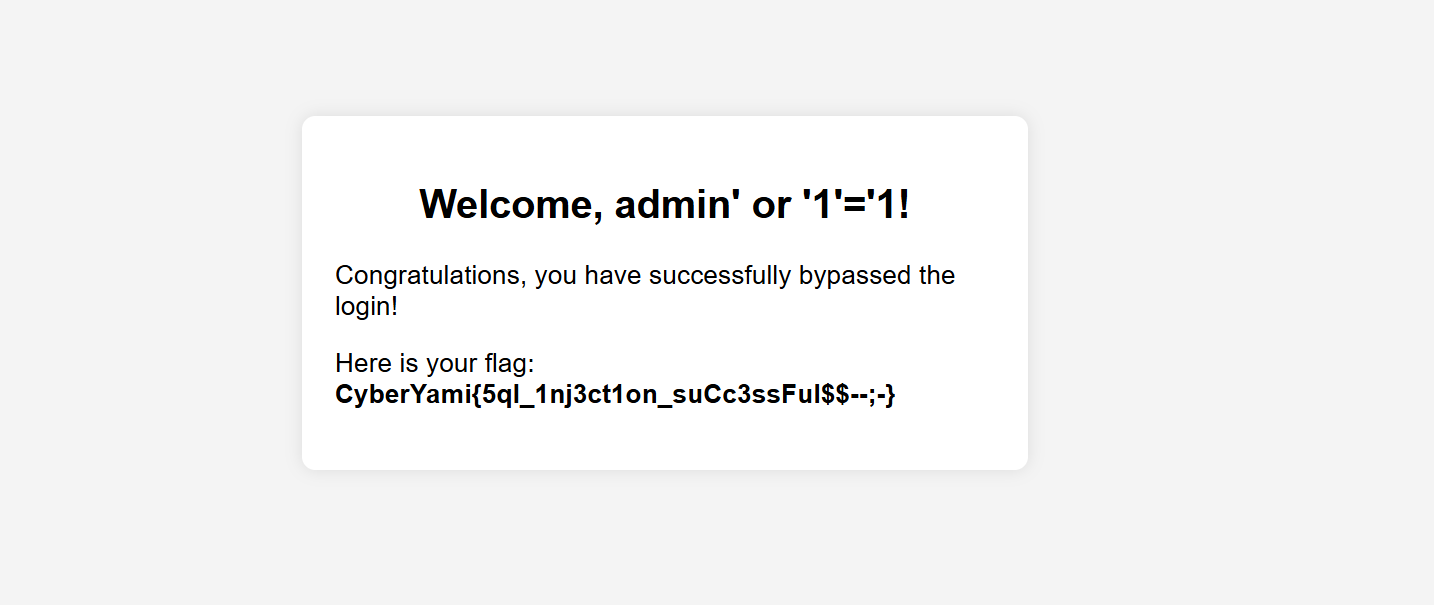 Welcome, admin' or '1'='1!
Congratulations, you have successfully bypassed the
login!
Here is your flag:
CyberYami{5ql_1nj3ct1on_suCc3ssFul$$--;-}